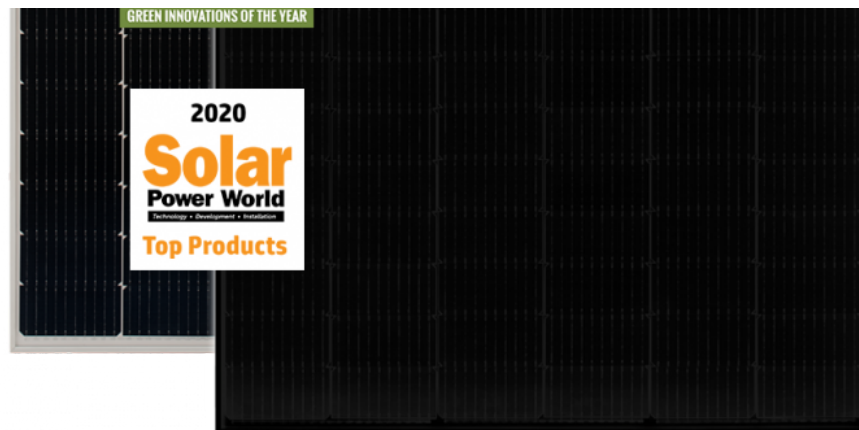 GREEN INNOVATIONS OF THE YEAR
2020
Solar
Power World
Technology • Development • Installation
Top Products